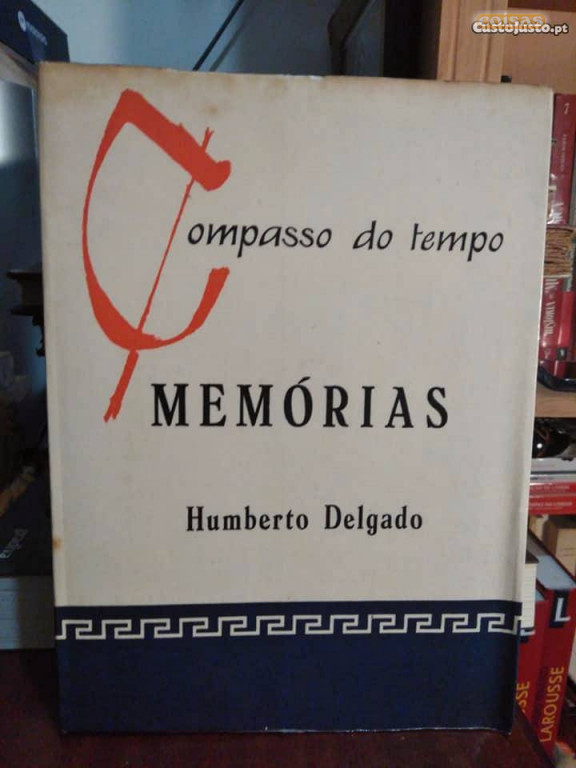 coisas
CustoJusto.pt
Compasso do tempo
MEMÓRIAS
Humberto Delgado
LAROUSSE